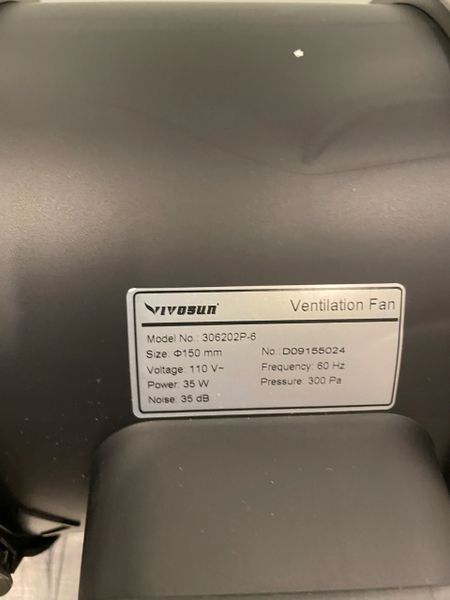 VIVOSUN Ventilation Fan
Model No.: 306202P-6
Size: Φ150 mm No.: D09155024
Voltage: 110 V~ Frequency: 60 Hz
Power: 35 W Pressure: 300 Pa
Noise: 35 dB